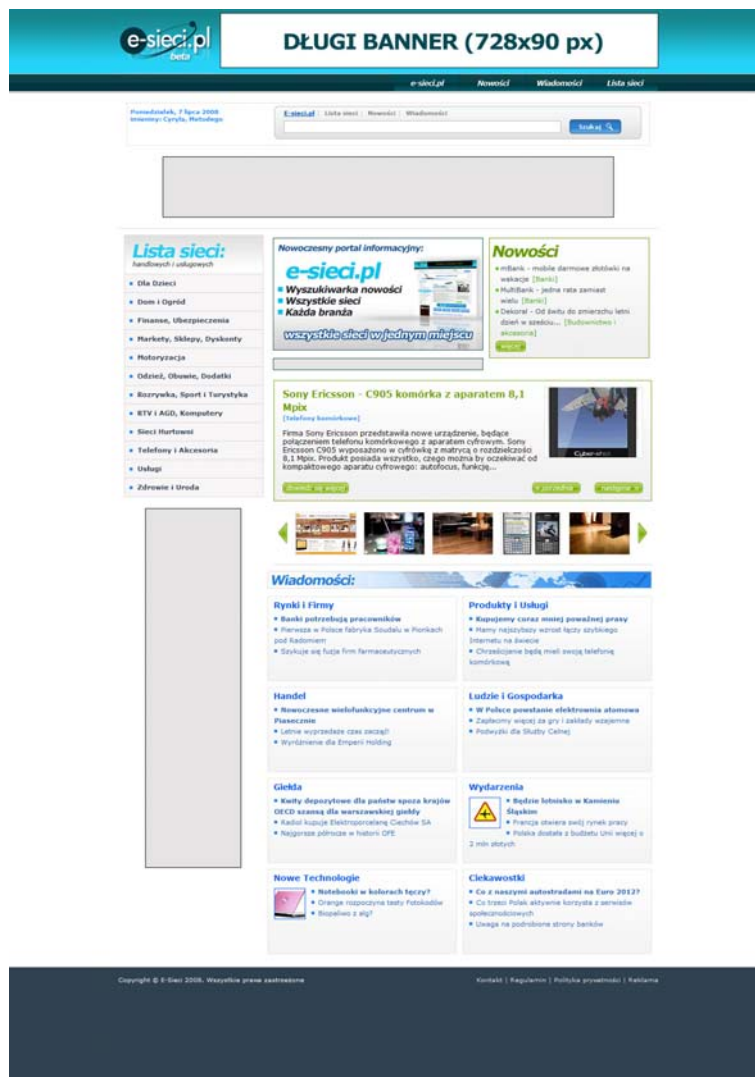 e-sieci.pl
beta
DŁUGI BANNER (728x90 px)
e-sieci.pl Nowości Wiadomości Lista sieci
Poniedziałek, 7 lipca 2008
Imieniny: Cyryla, Metodego
E-sieci.pl | Lista sieci | Nowości | Wiadomości
Szukaj
Lista sieci:
handlowych i usługowych
Dla Dzieci
Dom i Ogród
Finanse, Ubezpieczenia
Markety, Sklepy, Dyskonty
Motoryzacja
Odzież, Obuwie, Dodatki
Rozrywka, Sport i Turystyka
RTV i AGD, Komputery
Sieci Hurtowni
Telefony i Akcesoria
Usługi
Zdrowie i Uroda
Nowoczesny portal informacyjny:
e-sieci.pl
Wyszukiwarka nowości
Wszystkie sieci
Każda branża
wszystkie sieci w jednym miejscu
Nowości
mBank - mobile darmowe złotówki na
wakacje [Banki]
MultiBank - jedna rata zamiast
wielu [Banki]
Dekoral - Od świtu do zmierzchu letni
dzień w sześciu... [Budownictwo i
akcesoria]
więcej
Sony Ericsson - C905 komórka z aparatem 8,1
Mpix
[Telefony komórkowe]
Firma Sony Ericsson przedstawiła nowe urządzenie, będące
połączeniem telefonu komórkowego z aparatem cyfrowym. Sony
Ericsson C905 wyposażono w cyfrówkę z matrycą o rozdzielczości
8,1 Mpix. Produkt posiada wszystko, czego można by oczekiwać od
kompaktowego aparatu cyfrowego: autofocus, funkcję...
Cyber-shot
dowiedz się więcej
« poprzednia
następna »
Wiadomości:
Rynki i Firmy
Banki potrzebują pracowników
Pierwsza w Polsce fabryka Soudalu w Pionkach
pod Radomiem
Szykuje się fuzja firm farmaceutycznych
Produkty i Usługi
Kupujemy coraz mniej poważnej prasy
Mamy najszybszy wzrost łączy szybkiego
Internetu na świecie
Chrześcijanie będą mieli swoją telefonię
komórkową
Handel
Nowoczesne wielofunkcyjne centrum w
Piasecznie
Letnie wyprzedaże czas zacząć!
Wyróżnienie dla Emperii Holding
Ludzie i Gospodarka
W Polsce powstanie elektrownia atomowa
Zapłacimy więcej za gry i zakłady wzajemne
Podwyżki dla Służby Celnej
Giełda
Kwity depozytowe dla państw spoza krajów
OECD szansą dla warszawskiej giełdy
Radiol kupuje Elektroporcelanę Ciechów SA
Najgorsze półrocze w historii OFE
Wydarzenia
Będzie lotnisko w Kamieniu
Śląskim
Francja otwiera swój rynek pracy
Polska dostała z budżetu Unii więcej o
2 mln złotych
Nowe Technologie
Notebooki w kolorach tęczy?
Orange rozpoczyna testy Fotokodów
Biopaliwo z alg?
Ciekawostki
Co z naszymi autostradami na Euro 2012?
Co trzeci Polak aktywnie korzysta z serwisów
społecznościowych
Uwaga na podrobione strony banków
Copyright @ E-Sieci 2008. Wszystkie prawa zastrzeżone
Kontakt | Regulamin | Polityka prywatności | Reklama